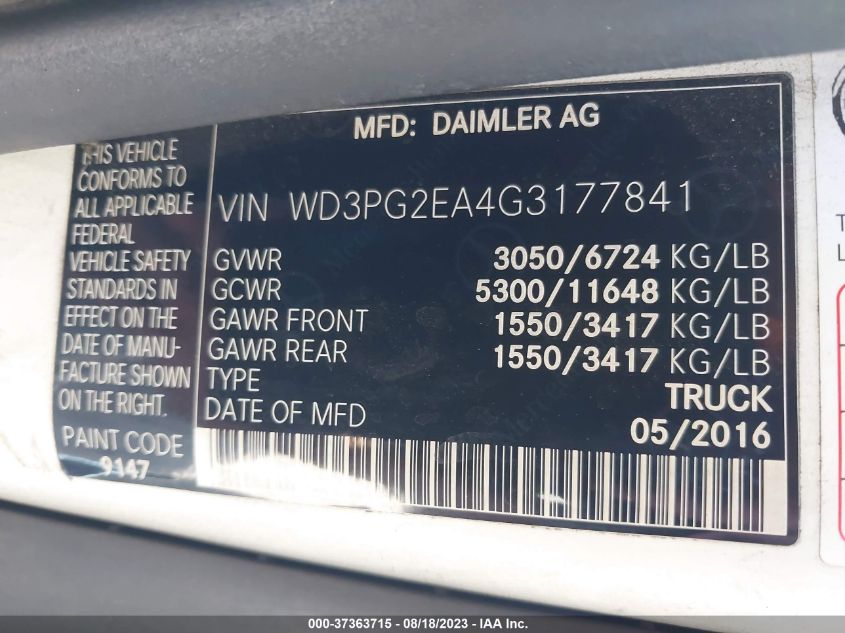 MFD: DAIMLER AG
THIS VEHICLE
CONFORMS TO
ALL APPLICABLE
FEDERAL
VEHICLE SAFETY
STANDARDS IN
EFFECT ON THE
DATE OF MANU-
FACTURE SHOWN
ON THE RIGHT.
PAINT CODE
9147
VIN WD3PG2EA4G3177841
GVWR 3050/6724 KG/LB
GCWR 5300/11648 KG/LB
GAWR FRONT 1550/3417 KG/LB
GAWR REAR 1550/3417 KG/LB
TYPE TRUCK
DATE OF MFD 05/2016
T
L
000-37363715 - 08/18/2023 - IAA Inc.